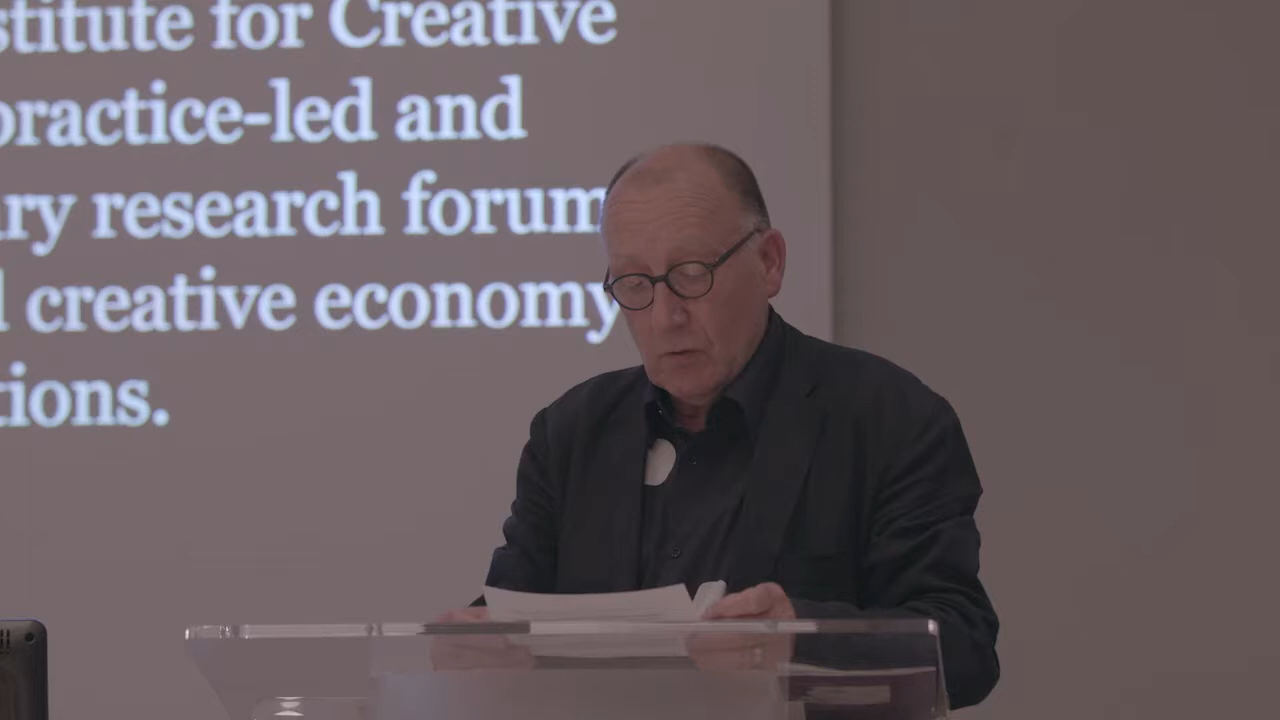 stitute for Creative
practice-led and
ary research forum
creative economy
tions.